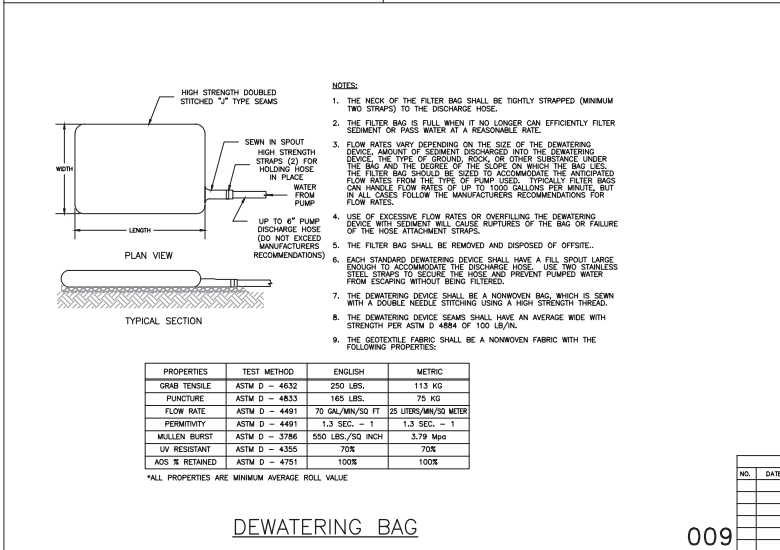 HIGH STRENGTH DOUBLED
STITCHED "J" TYPE SEAMS
WIDTH
SEWN IN SPOUT
HIGH STRENGTH
STRAPS (2) FOR
HOLDING HOSE
IN PLACE
WATER
FROM
PUMP
LENGTH
UP TO 6" PUMP
DISCHARGE HOSE
(DO NOT EXCEED
MANUFACTURERS
RECOMMENDATIONS)
PLAN VIEW
TYPICAL SECTION
NOTES:
1. THE NECK OF THE FILTER BAG SHALL BE TIGHTLY STRAPPED (MINIMUM
TWO STRAPS) TO THE DISCHARGE HOSE.
2. THE FILTER BAG IS FULL WHEN IT NO LONGER CAN EFFICIENTLY FILTER
SEDIMENT OR PASS WATER AT A REASONABLE RATE.
3. FLOW RATES VARY DEPENDING ON THE SIZE OF THE DEWATERING
DEVICE, AMOUNT OF SEDIMENT DISCHARGED INTO THE DEWATERING
DEVICE, THE TYPE OF GROUND, ROCK, OR OTHER SUBSTANCE UNDER
THE BAG AND THE DEGREE OF THE SLOPE ON WHICH THE BAG LIES.
THE FILTER BAG SHOULD BE SIZED TO ACCOMMODATE THE ANTICIPATED
FLOW RATES FROM THE TYPE OF PUMP USED. TYPICALLY FILTER BAGS
CAN HANDLE FLOW RATES OF UP TO 1000 GALLONS PER MINUTE, BUT
IN ALL CASES FOLLOW THE MANUFACTURERS RECOMMENDATIONS FOR
FLOW RATES.
4. USE OF EXCESSIVE FLOW RATES OR OVERFILLING THE DEWATERING
DEVICE WITH SEDIMENT WILL CAUSE RUPTURES OF THE BAG OR FAILURE
OF THE HOSE ATTACHMENT STRAPS.
5. THE FILTER BAG SHALL BE REMOVED AND DISPOSED OF OFFSITE..
6. EACH STANDARD DEWATERING DEVICE SHALL HAVE A FILL SPOUT LARGE
ENOUGH TO ACCOMMODATE THE DISCHARGE HOSE. USE TWO STAINLESS
STEEL STRAPS TO SECURE THE HOSE AND PREVENT PUMPED WATER
FROM ESCAPING WITHOUT BEING FILTERED.
7. THE DEWATERING DEVICE SHALL BE A NONWOVEN BAG, WHICH IS SEWN
WITH A DOUBLE NEEDLE STITCHING USING A HIGH STRENGTH THREAD.
8. THE DEWATERING DEVICE SEAMS SHALL HAVE AN AVERAGE WIDE WITH
STRENGTH PER ASTM D 4884 OF 100 LB/IN.
9. THE GEOTEXTILE FABRIC SHALL BE A NONWOVEN FABRIC WITH THE
FOLLOWING PROPERTIES:
PROPERTIES TEST METHOD ENGLISH METRIC
GRAB TENSILE ASTM D - 4632 250 LBS. 113 KG
PUNCTURE ASTM D - 4833 165 LBS. 75 KG
FLOW RATE ASTM D - 4491 70 GAL/MIN/SQ FT 25 LITERS/MIN/SQ METER
PERMITIVITY ASTM D - 4491 1.3 SEC. - 1 1.3 SEC. - 1
MULLEN BURST ASTM D - 3786 550 LBS./SQ INCH 3.79 Mpa
UV RESISTANT ASTM D - 4355 70% 70%
AOS % RETAINED ASTM D - 4751 100% 100%
*ALL PROPERTIES ARE MINIMUM AVERAGE ROLL VALUE
DEWATERING BAG
009
NO. DATE